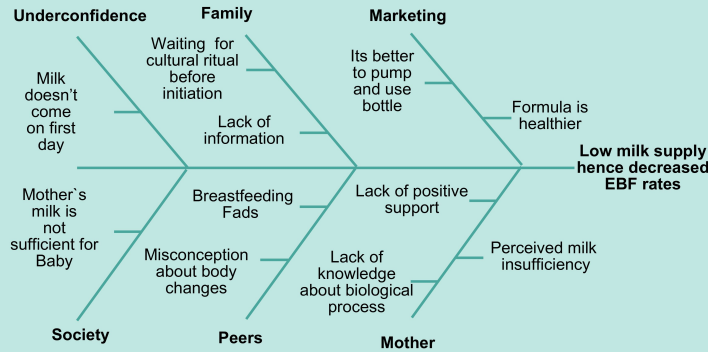 Underconfidence
Family
Marketing
Milk
doesn't
come
on first
day
Waiting for
cultural ritual
before
initiation
Lack of
information
Its better
to pump
and use
bottle
Formula is
healthier
Low milk supply
hence decreased
EBF rates
Mother`s
milk is
not
sufficient for
Baby
Breastfeeding
Fads
Misconception
about body
changes
Lack of positive
support
Lack of
knowledge
about biological
process
Perceived milk
insufficiency
Society
Peers
Mother